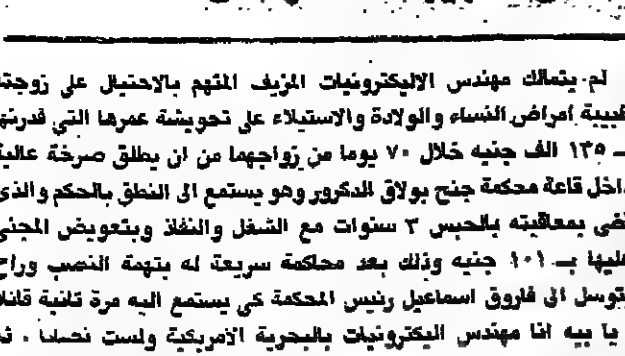 لم يتمالك مهندس الاليكترونيات المزيف المتهم بالاحتيال على زوجته
طبيبة أمراض النساء والولادة والاستيلاء على تحويشة عمرها التي قدرتها
بـ ١٣٥ الف جنيه خلال ٧٠ يوما من زواجهما من ان يطلق صرخة عالية
داخل قاعة محكمة جنح بولاق الدكرور وهو يستمع الى النطق بالحكم والذى
قضى بمعاقبته بالحبس ٣ سنوات مع الشغل والنفاذ وبتعويض المجنى
عليها بـ ١٠١ جنيه وذلك بعد محاكمة سريعة له بتهمة النصب وراح
يتوسل الى فاروق اسماعيل رئيس المحكمة كي يستمع اليه مرة ثانية قائلا
يا بيه انا مهندس اليكترونيات بالبحرية الامريكية ولست نصابا . ثم